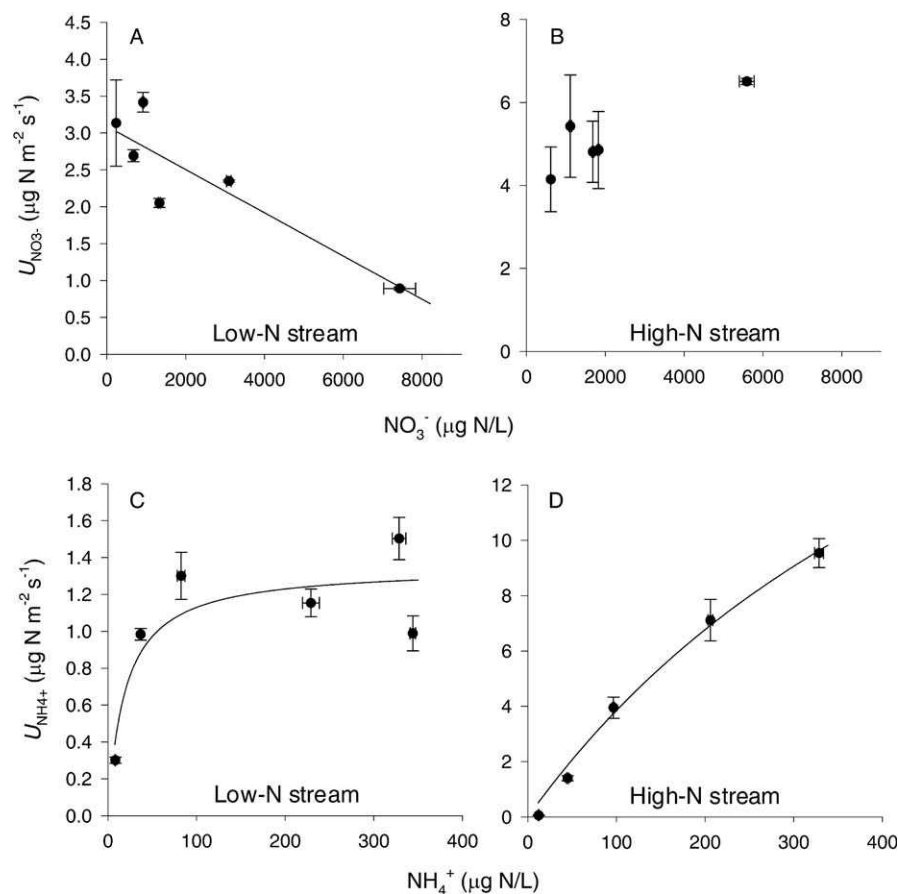 A
B
4.5
4.0
3.5
3.0
2.5
2.0
1.5
1.0
0.5
0.0
U NO3- (μg N m-2 s-1)
Low-N stream
0 2000 4000 6000 8000
8
6
4
2
0
High-N stream
0 2000 4000 6000 8000
NO3- (μg N/L)
C
D
1.8
1.6
1.4
1.2
1.0
0.8
0.6
0.4
0.2
0.0
U NH4+ (μg N m-2 s-1)
Low-N stream
0 100 200 300 400
12
10
8
6
4
2
0
High-N stream
0 100 200 300 400
NH4+ (μg N/L)